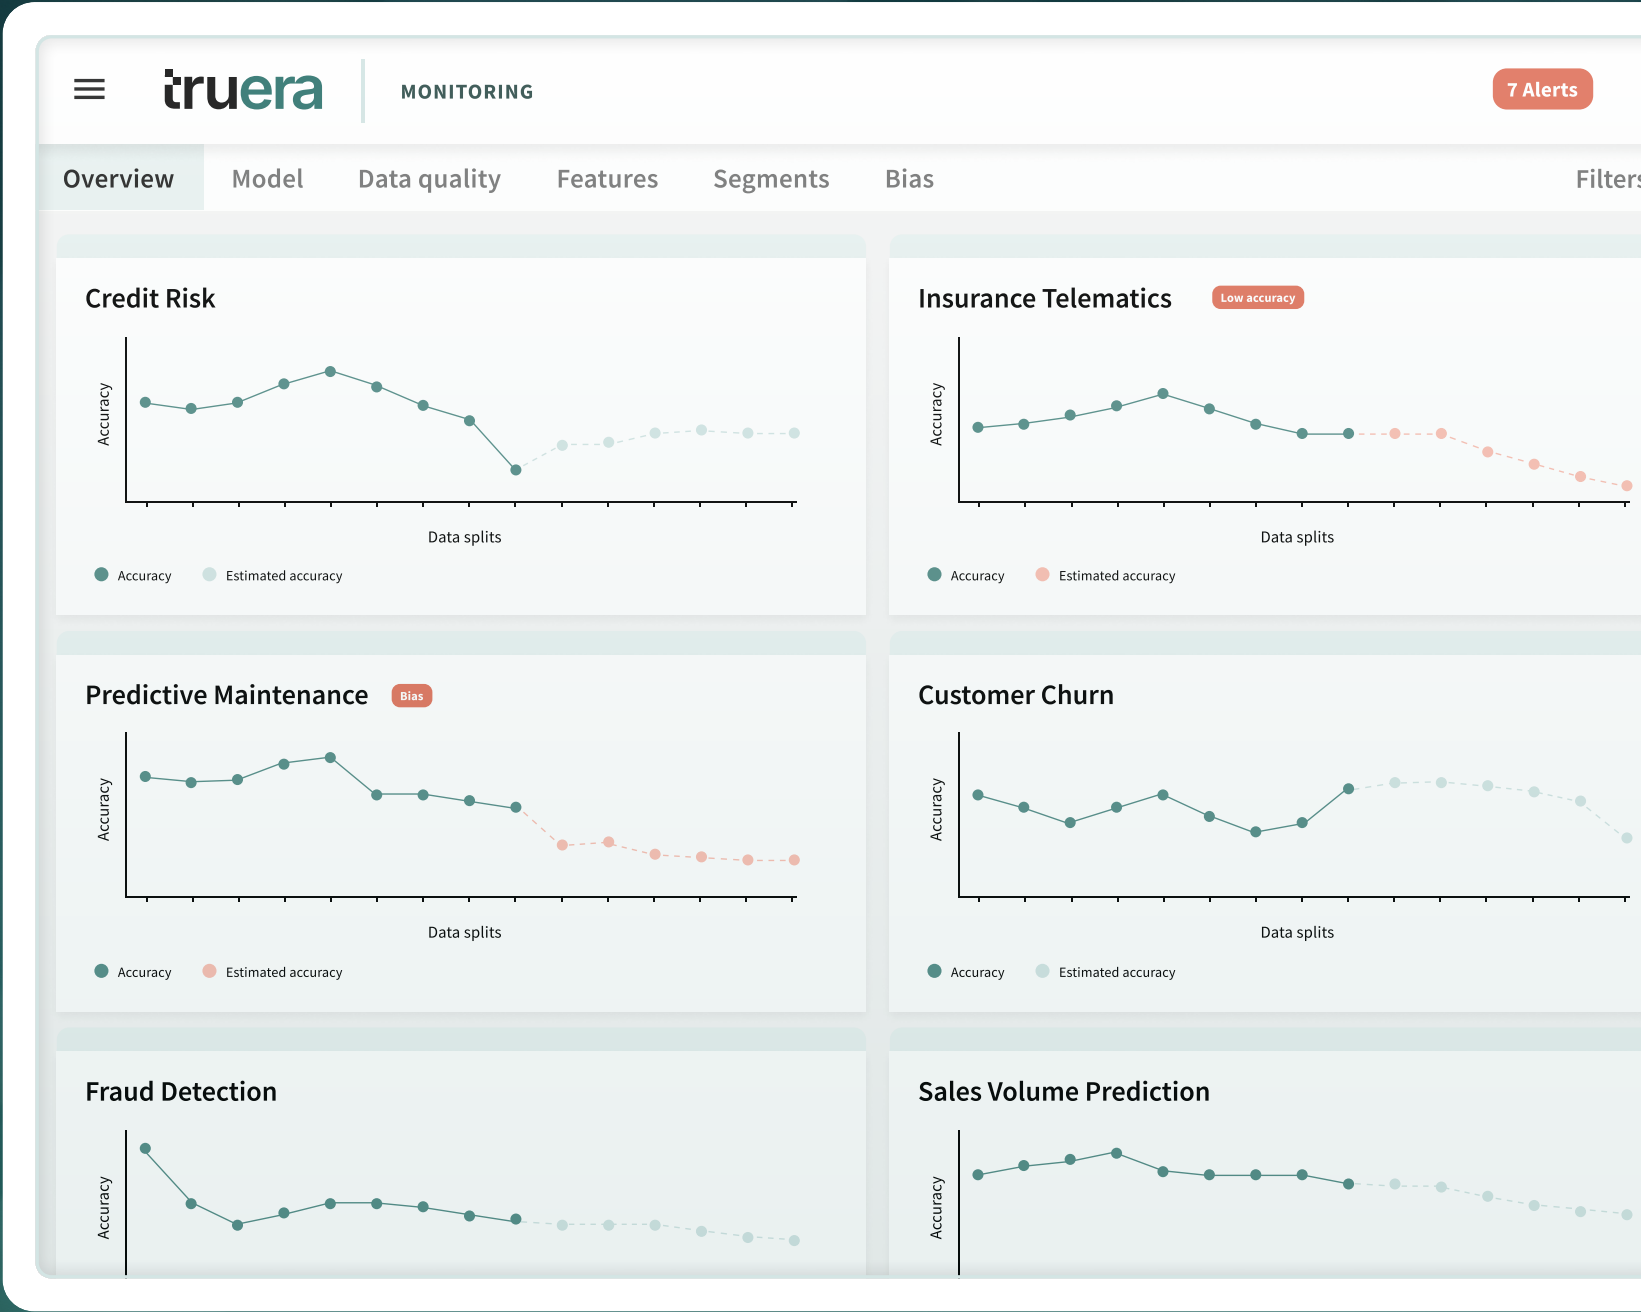 truera
MONITORING
7 Alerts
Overview
Model
Data quality
Features
Segments
Bias
Filters
Credit Risk
Accuracy
Data splits
Accuracy
Estimated accuracy
Insurance Telematics
Low accuracy
Accuracy
Data splits
Accuracy
Estimated accuracy
Predictive Maintenance
Bias
Accuracy
Data splits
Accuracy
Estimated accuracy
Customer Churn
Accuracy
Data splits
Accuracy
Estimated accuracy
Fraud Detection
Accuracy
Sales Volume Prediction
Accuracy